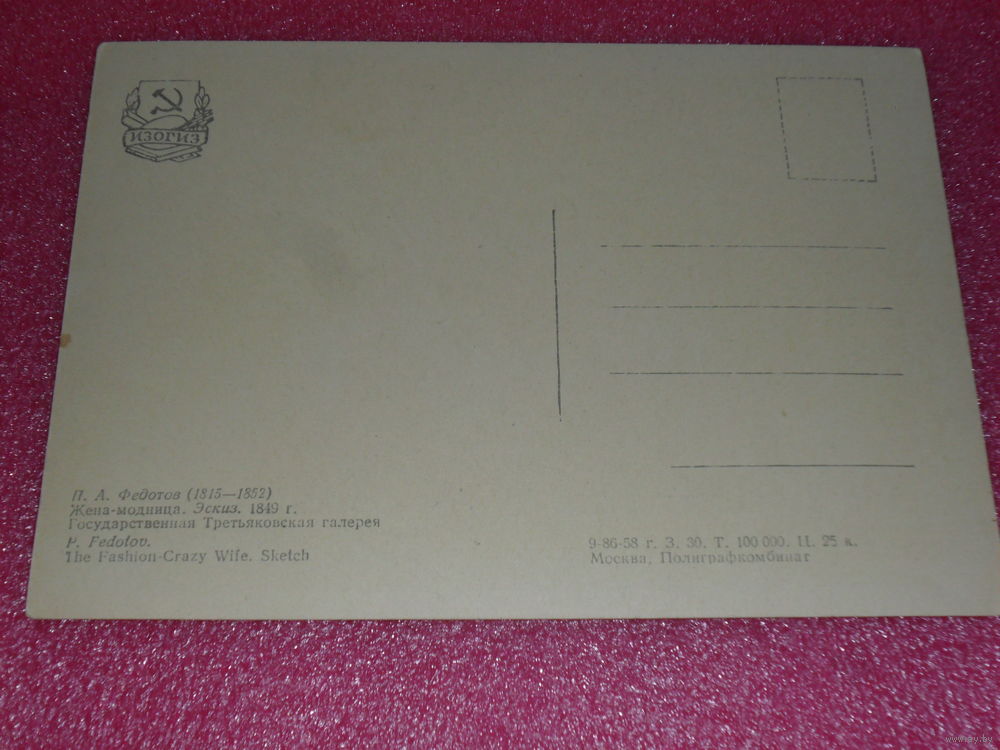 ИЗОГИЗ
П. А. Федотов (1815—1852)
Жена-модница. Эскиз. 1849 г.
Государственная Третьяковская галерея
P. Fedotov.
The Fashion-Crazy Wife. Sketch
9-86-58 г. З. 30. Т. 100 000. Ц. 25 к.
Москва, Полиграфкомбинат